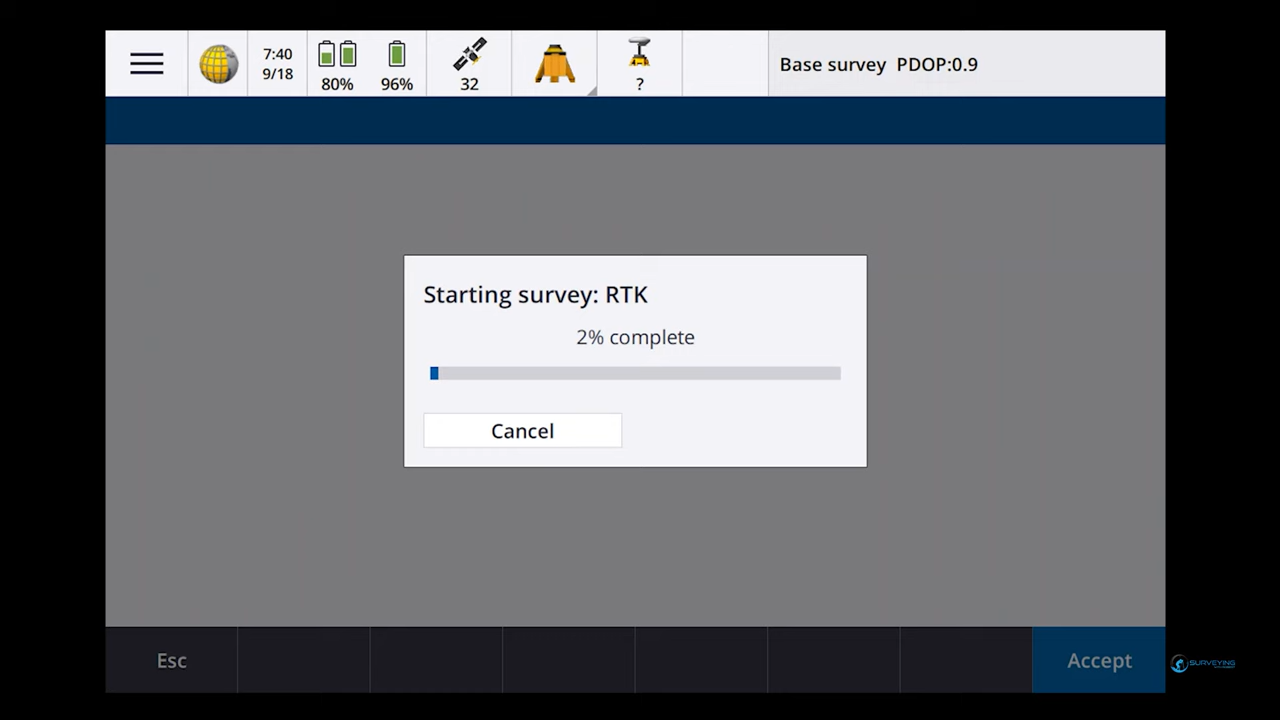 7:40
9/18
80%
96%
32
?
Base survey PDOP:0.9
Starting survey: RTK
2% complete
Cancel
Esc
Accept
SURVEYING